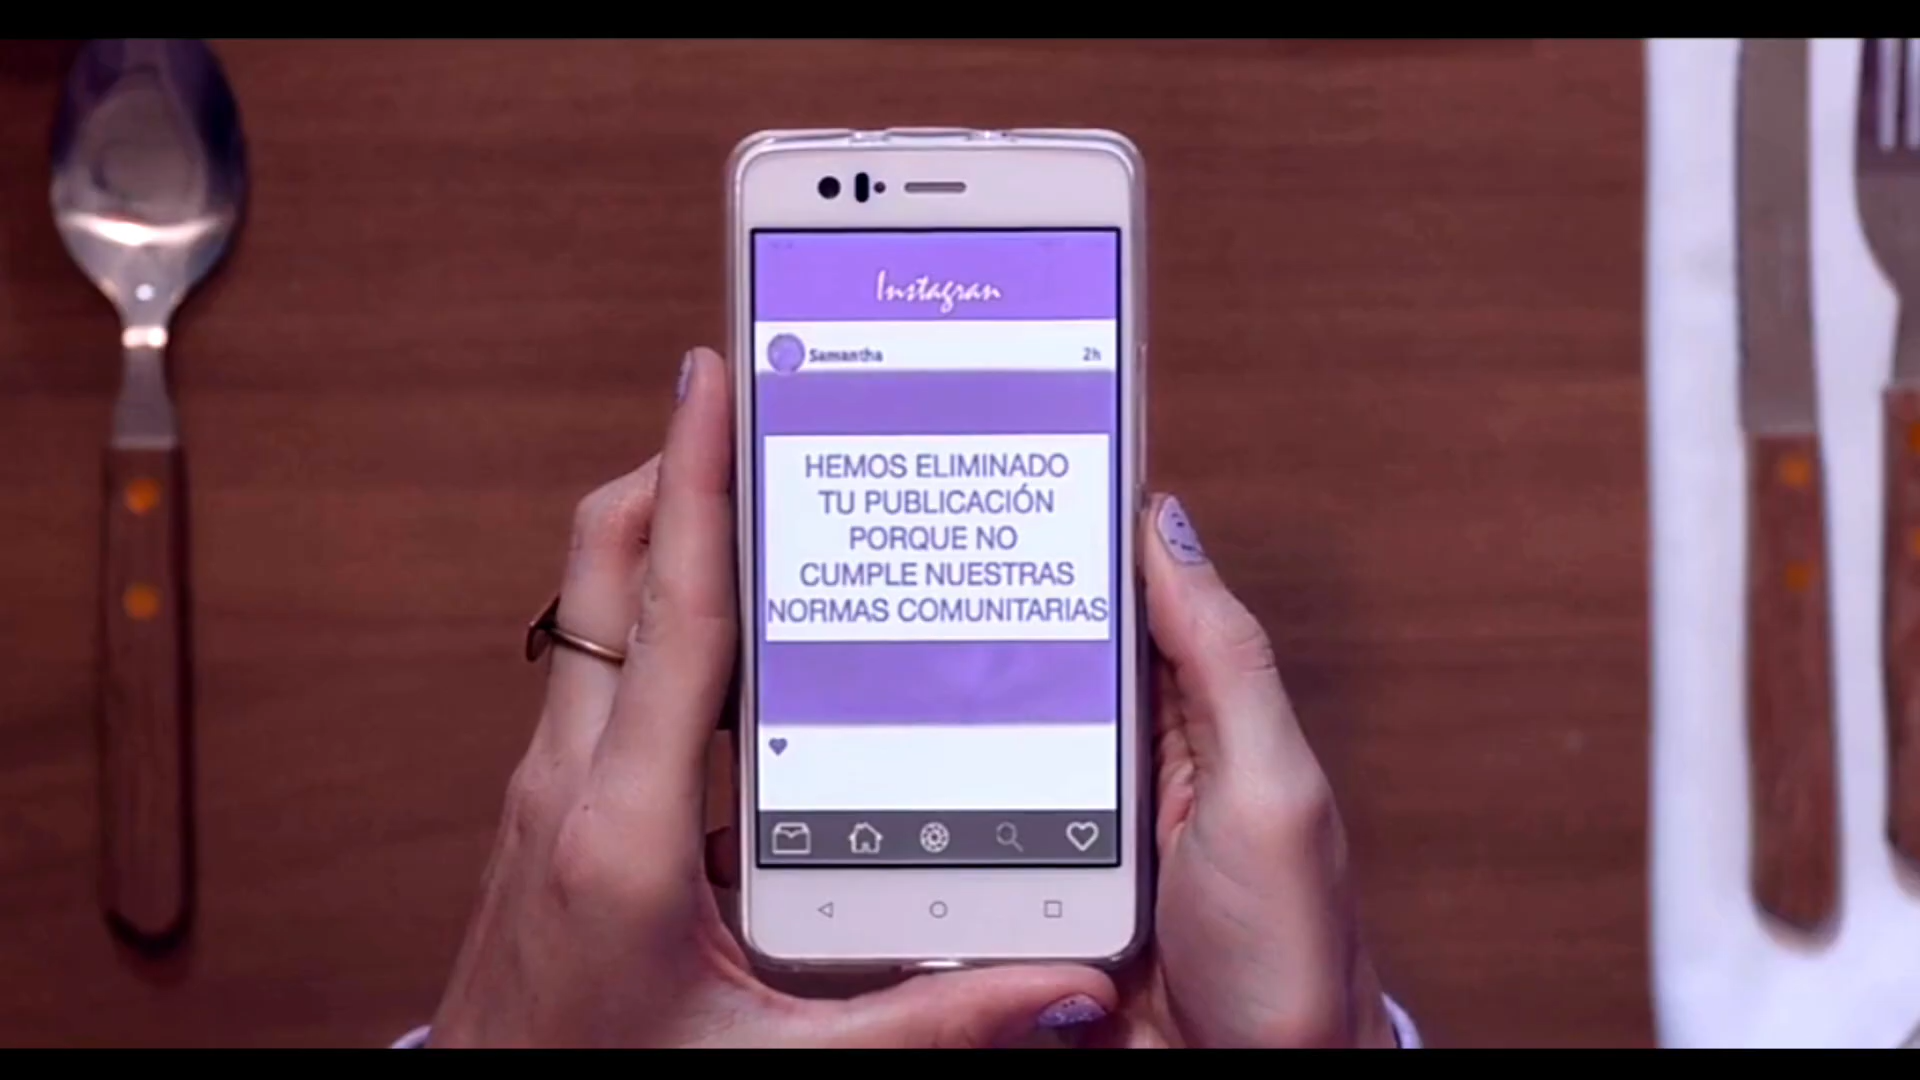 Instagran
Samantha 2h
HEMOS ELIMINADO
TU PUBLICACIÓN
PORQUE NO
CUMPLE NUESTRAS
NORMAS COMUNITARIAS